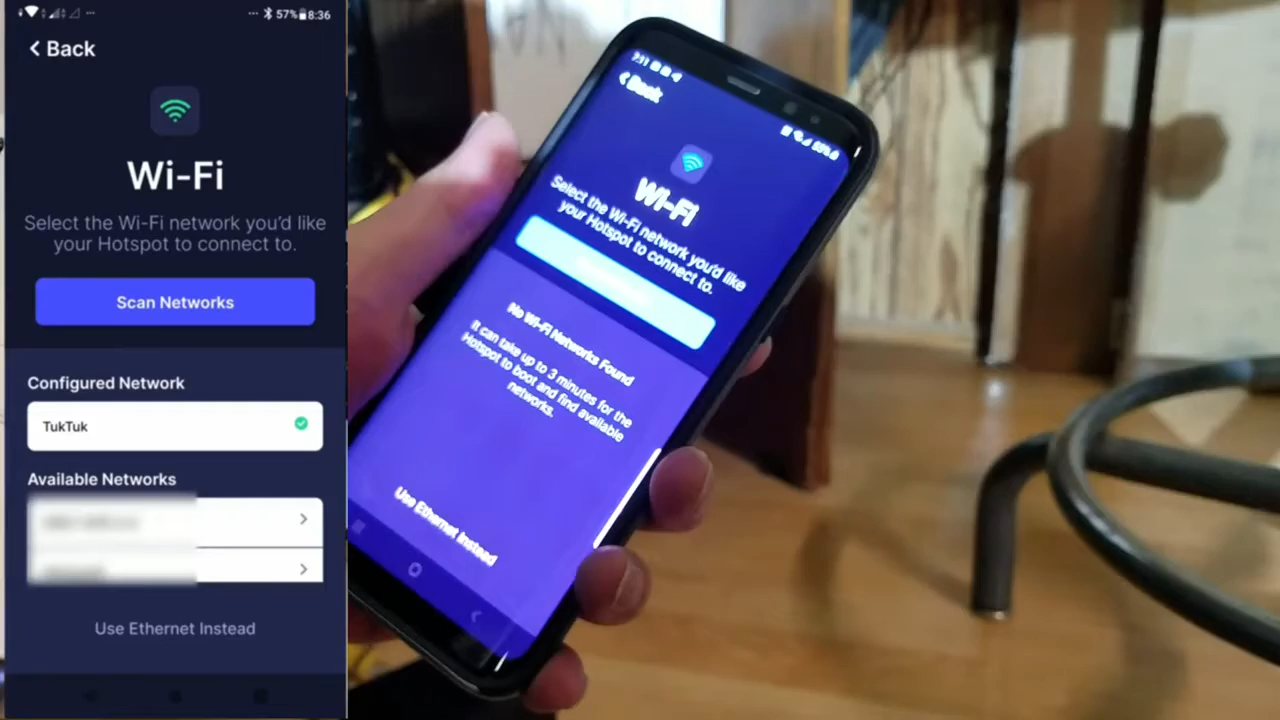 57% 8:36
Back
Wi-Fi
Select the Wi-Fi network you'd like
your Hotspot to connect to.
Scan Networks
Configured Network
TukTuk
Available Networks
Use Ethernet Instead
Back
Wi-Fi
Select the Wi-Fi network you'd like
your Hotspot to connect to.
No Wi-Fi Networks Found
It can take up to 3 minutes for the
Hotspot to boot and find available
networks.
Use Ethernet Instead